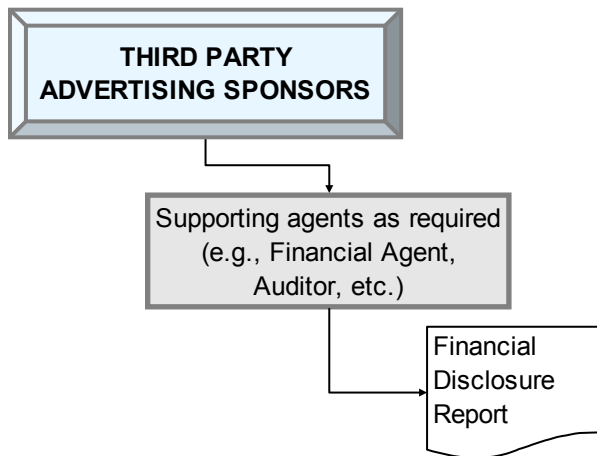 THIRD PARTY
ADVERTISING SPONSORS
Supporting agents as required
(e.g., Financial Agent,
Auditor, etc.)
Financial
Disclosure
Report